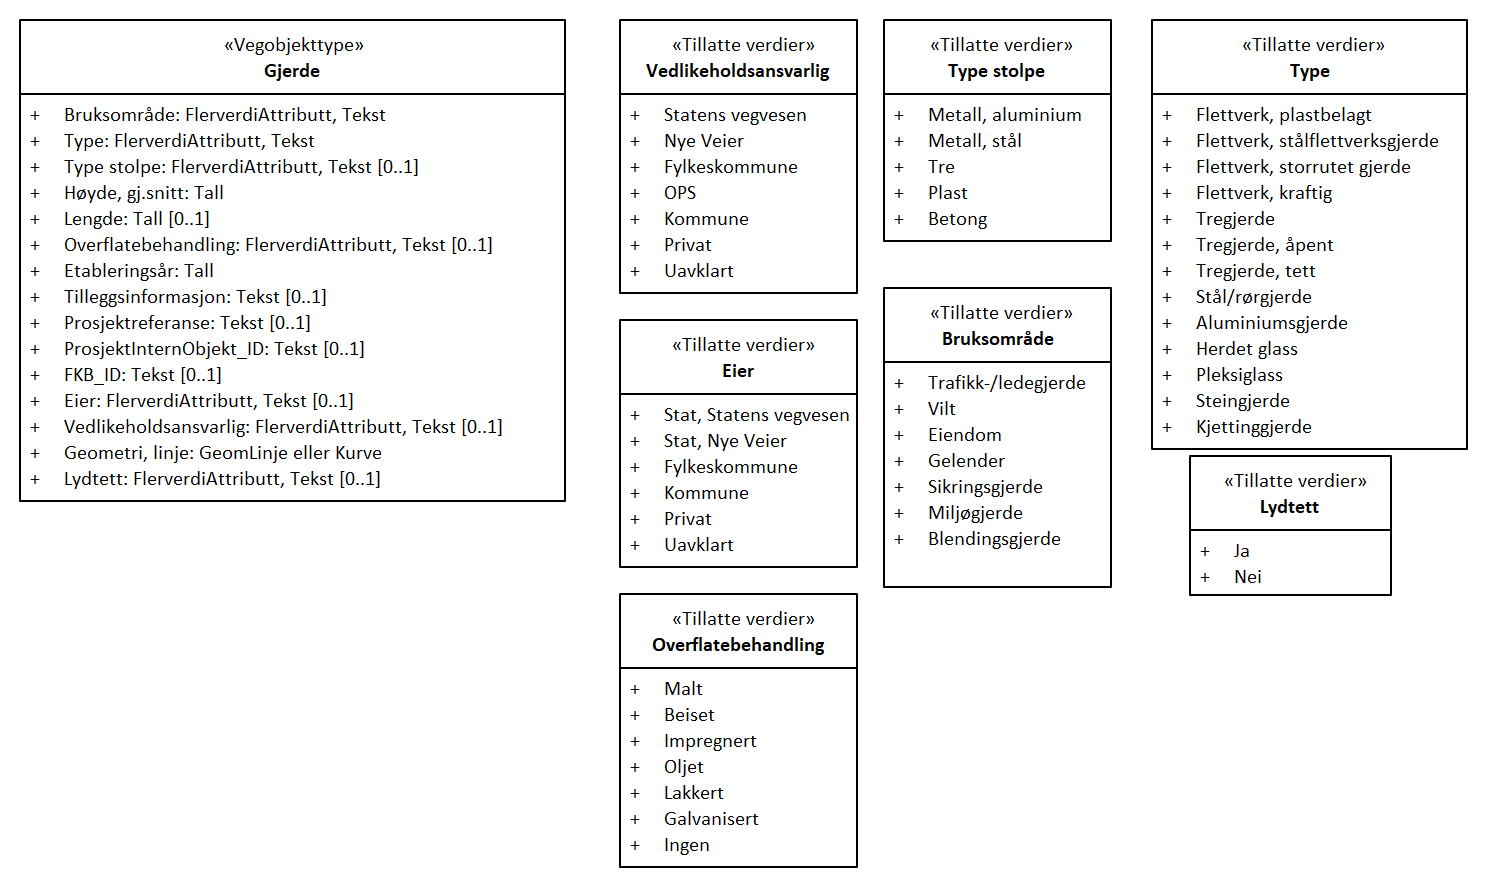 «Vegobjekttype»
Gjerde
+ Bruksområde: FlerverdiAttributt, Tekst
+ Type: FlerverdiAttributt, Tekst
+ Type stolpe: FlerverdiAttributt, Tekst [0..1]
+ Høyde, gj.snitt: Tall
+ Lengde: Tall [0..1]
+ Overflatebehandling: FlerverdiAttributt, Tekst [0..1]
+ Etableringsår: Tall
+ Tilleggsinformasjon: Tekst [0..1]
+ Prosjektreferanse: Tekst [0..1]
+ ProsjektInternObjekt_ID: Tekst [0..1]
+ FKB_ID: Tekst [0..1]
+ Eier: FlerverdiAttributt, Tekst [0..1]
+ Vedlikeholdsansvarlig: FlerverdiAttributt, Tekst [0..1]
+ Geometri, linje: GeomLinje eller Kurve
+ Lydtett: FlerverdiAttributt, Tekst [0..1]
«Tillatte verdier»
Vedlikeholdsansvarlig
+ Statens vegvesen
+ Nye Veier
+ Fylkeskommune
+ OPS
+ Kommune
+ Privat
+ Uavklart
«Tillatte verdier»
Eier
+ Stat, Statens vegvesen
+ Stat, Nye Veier
+ Fylkeskommune
+ Kommune
+ Privat
+ Uavklart
«Tillatte verdier»
Overflatebehandling
+ Malt
+ Beiset
+ Impregnert
+ Oljet
+ Lakkert
+ Galvanisert
+ Ingen
«Tillatte verdier»
Type stolpe
+ Metall, aluminium
+ Metall, stål
+ Tre
+ Plast
+ Betong
«Tillatte verdier»
Bruksområde
+ Trafikk-/ledegjerde
+ Vilt
+ Eiendom
+ Gelender
+ Sikringsgjerde
+ Miljøgjerde
+ Blendingsgjerde
«Tillatte verdier»
Type
+ Flettverk, plastbelagt
+ Flettverk, stålflettverksgjerde
+ Flettverk, storrutet gjerde
+ Flettverk, kraftig
+ Tregjerde
+ Tregjerde, åpent
+ Tregjerde, tett
+ Stål/rørgjerde
+ Aluminiumsgjerde
+ Herdet glass
+ Pleksiglass
+ Steingjerde
+ Kjettinggjerde
«Tillatte verdier»
Lydtett
+ Ja
+ Nei